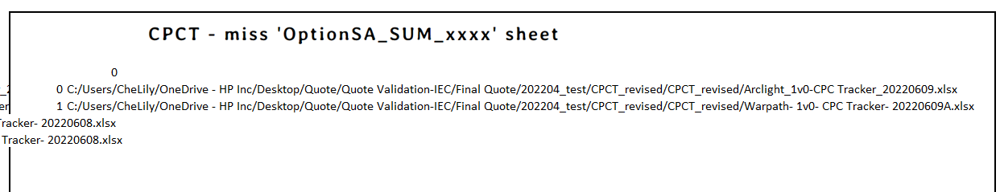 CPCT - miss 'OptionSA_SUM_xxxx' sheet
0
0 C:/Users/CheLily/OneDrive - HP Inc/Desktop/Quote/Quote Validation-IEC/Final Quote/202204_test/CPCT_revised/CPCT_revised/Arclight_1v0-CPC Tracker_20220609.xlsx
1 C:/Users/CheLily/OneDrive - HP Inc/Desktop/Quote/Quote Validation-IEC/Final Quote/202204_test/CPCT_revised/CPCT_revised/Warpath- 1v0- CPC Tracker- 20220609A.xlsx
Tracker- 20220608.xlsx
Tracker- 20220608.xlsx